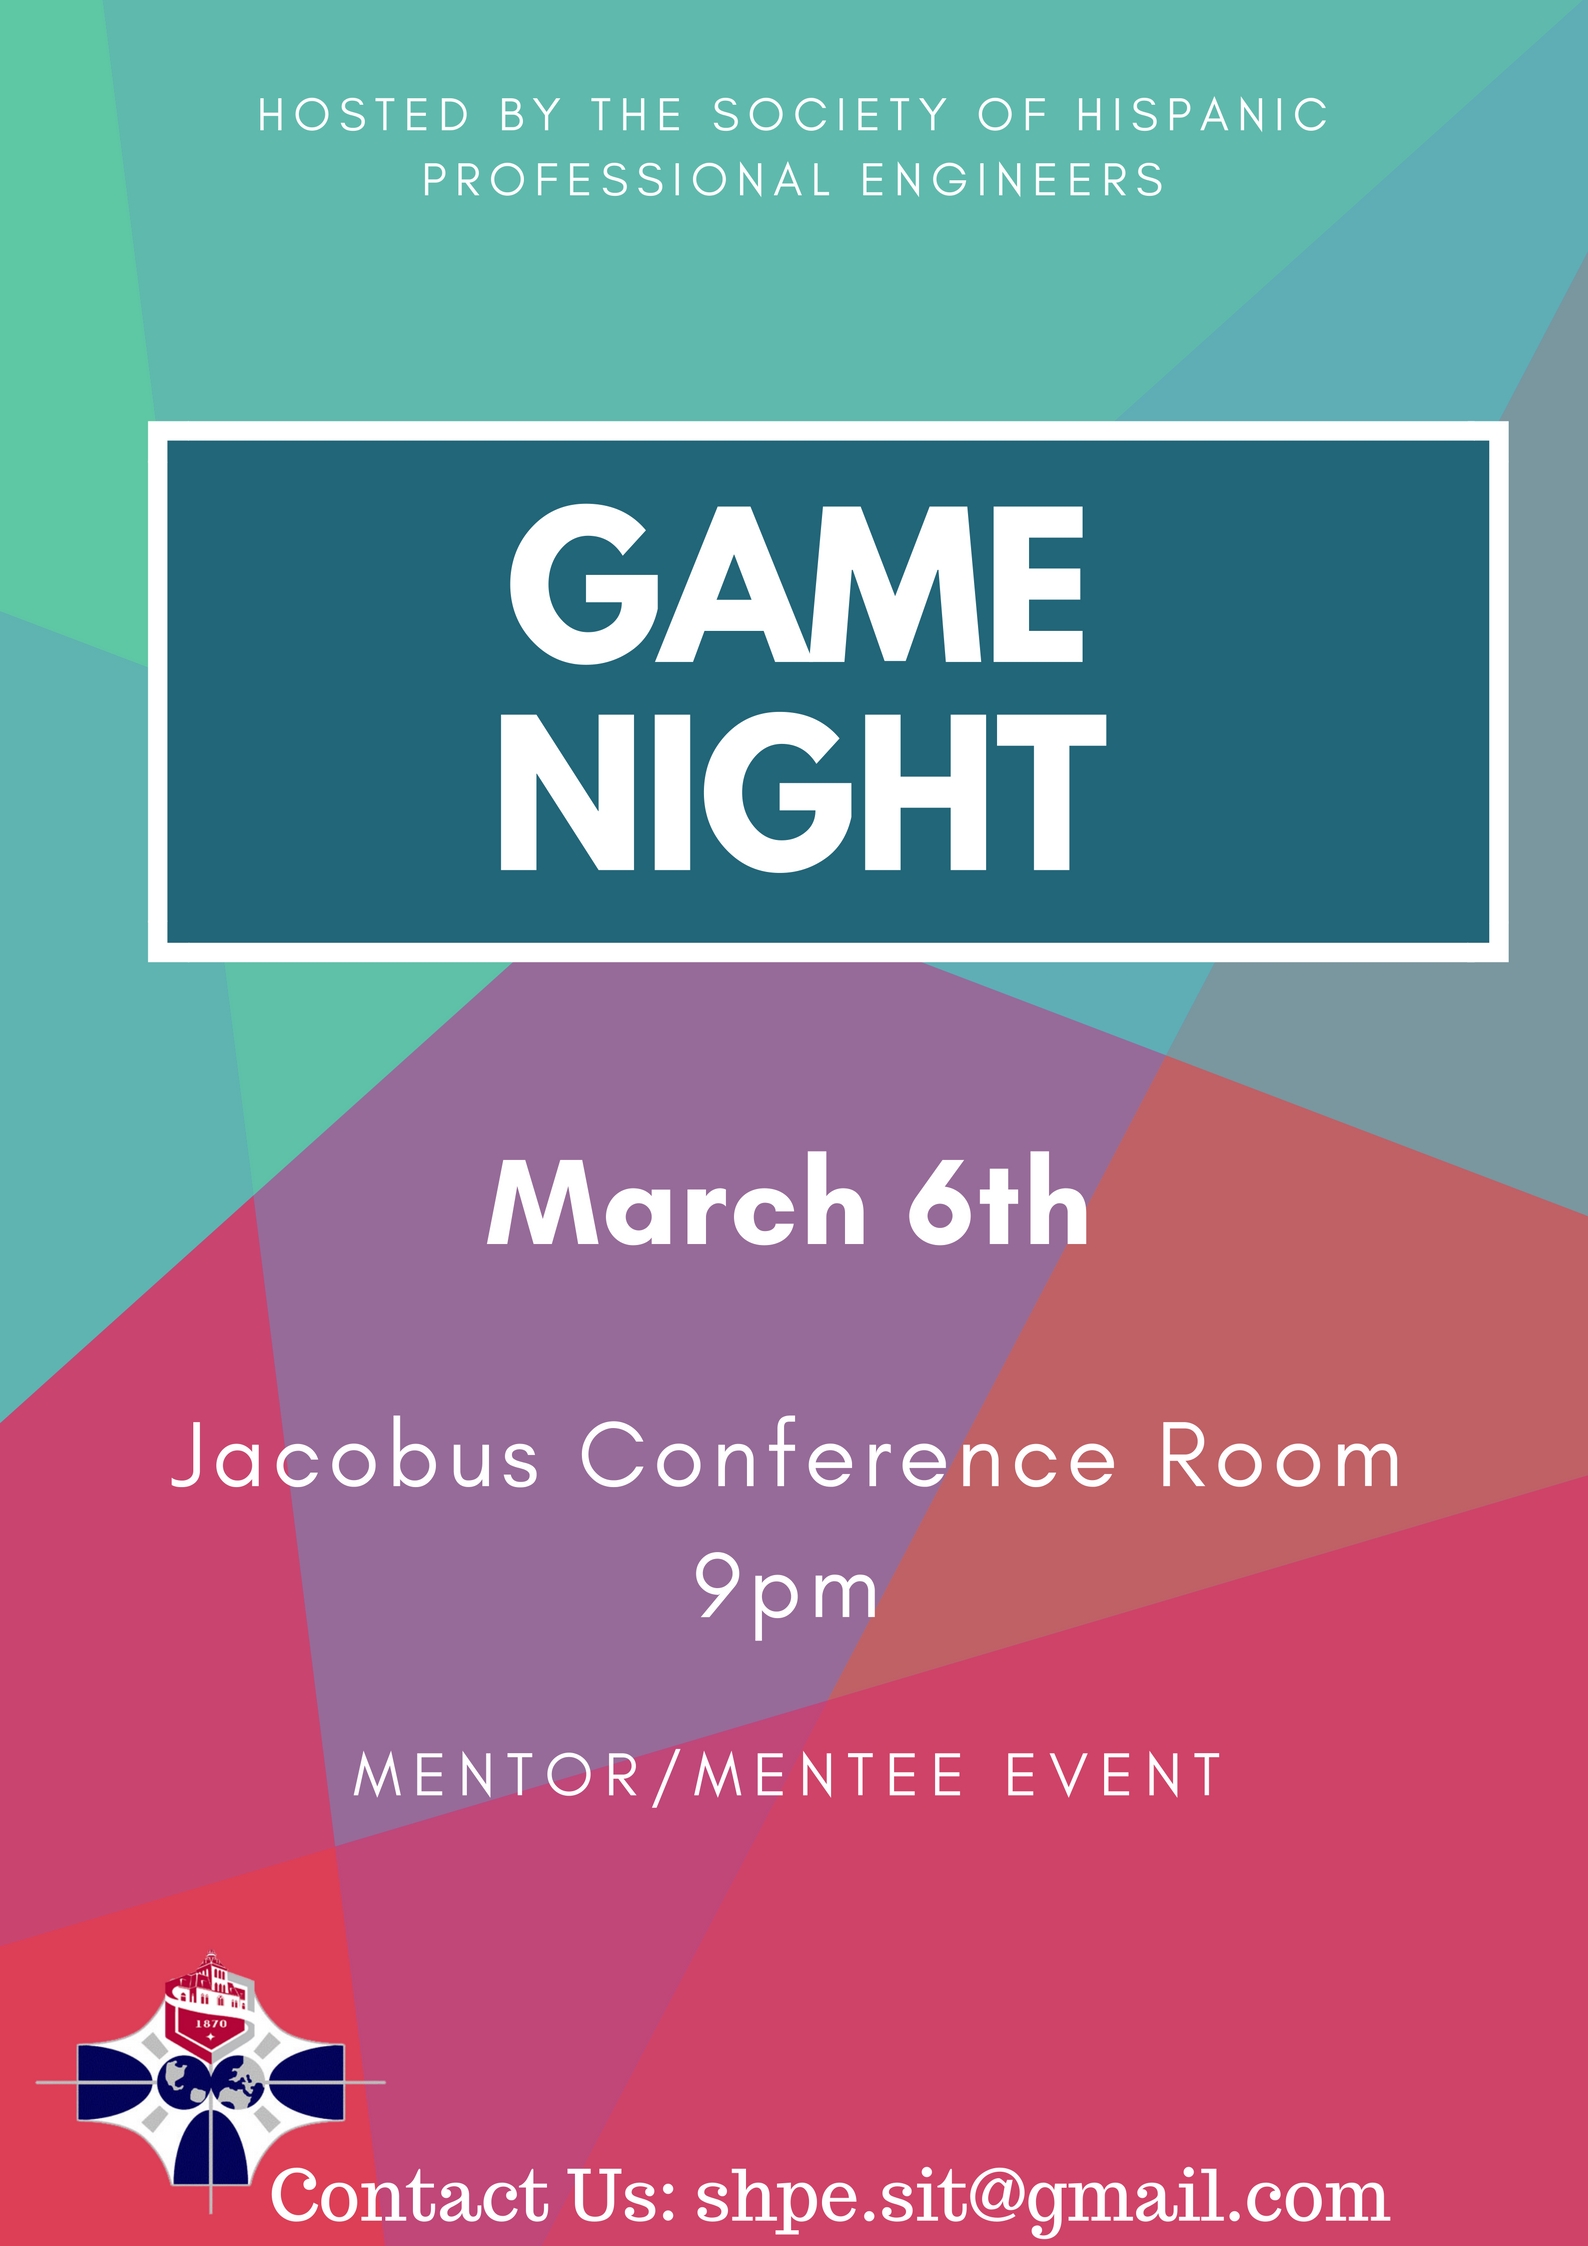 HOSTED BY THE SOCIETY OF HISPANIC
PROFESSIONAL ENGINEERS
GAME
NIGHT
March 6th
Jacobus Conference Room
9pm
MENTOR/MENTEE EVENT
1870
Contact Us: shpe.sit@gmail.com